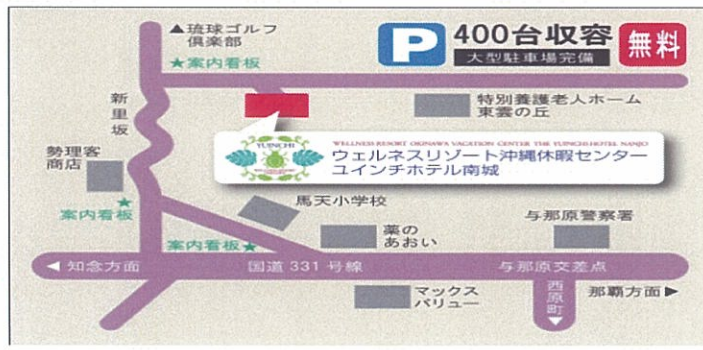 ▲琉球ゴルフ
倶楽部
★案内看板
P 400台収容
大型駐車場完備
無料
新里坂
特別養護老人ホーム
東雲の丘
YUINCHI
WELLNESS RESORT OKINAWA VACATION CENTER THE YUINCHI HOTEL NANJO
ウェルネスリゾート沖縄休暇センター
ユインチホテル南城
勢理客
商店
★
案内看板
馬天小学校
案内看板★
薬の
あおい
与那原警察署
◀ 知念方面
国道 331 号線
与那原交差点
マックス
バリュー
西原町
▼
那覇方面▶